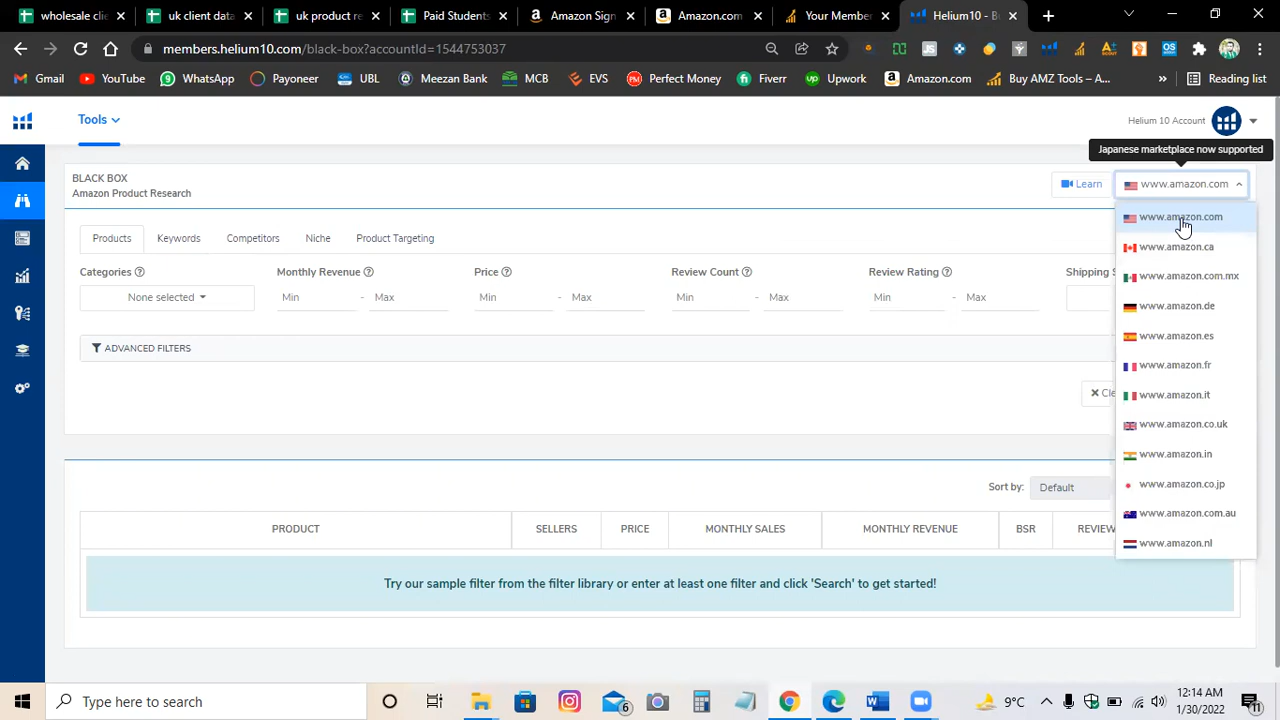 wholesale cli
uk client data
uk product re
Paid Students
Amazon Sign
Amazon.com
Your Member
Helium10 - B
members.helium10.com/black-box?accountId=1544753037
Gmail
YouTube
WhatsApp
Payoneer
UBL
Meezan Bank
MCB
EVS
Perfect Money
Fiverr
Upwork
Amazon.com
Buy AMZ Tools – A...
Reading list
Tools
Helium 10 Account
Japanese marketplace now supported
BLACK BOX
Amazon Product Research
Learn
www.amazon.com
www.amazon.com
www.amazon.ca
www.amazon.com.mx
www.amazon.de
www.amazon.es
www.amazon.fr
www.amazon.it
www.amazon.co.uk
www.amazon.in
www.amazon.co.jp
www.amazon.com.au
www.amazon.nl
Products
Keywords
Competitors
Niche
Product Targeting
Categories
Monthly Revenue
Price
Review Count
Review Rating
Shipping S
None selected
Min - Max
Min - Max
Min - Max
Min - Max
ADVANCED FILTERS
Cle
Sort by: Default
PRODUCT
SELLERS
PRICE
MONTHLY SALES
MONTHLY REVENUE
BSR
REVIEW
Try our sample filter from the filter library or enter at least one filter and click 'Search' to get started!
Type here to search
6
9°C
12:14 AM
1/30/2022
11